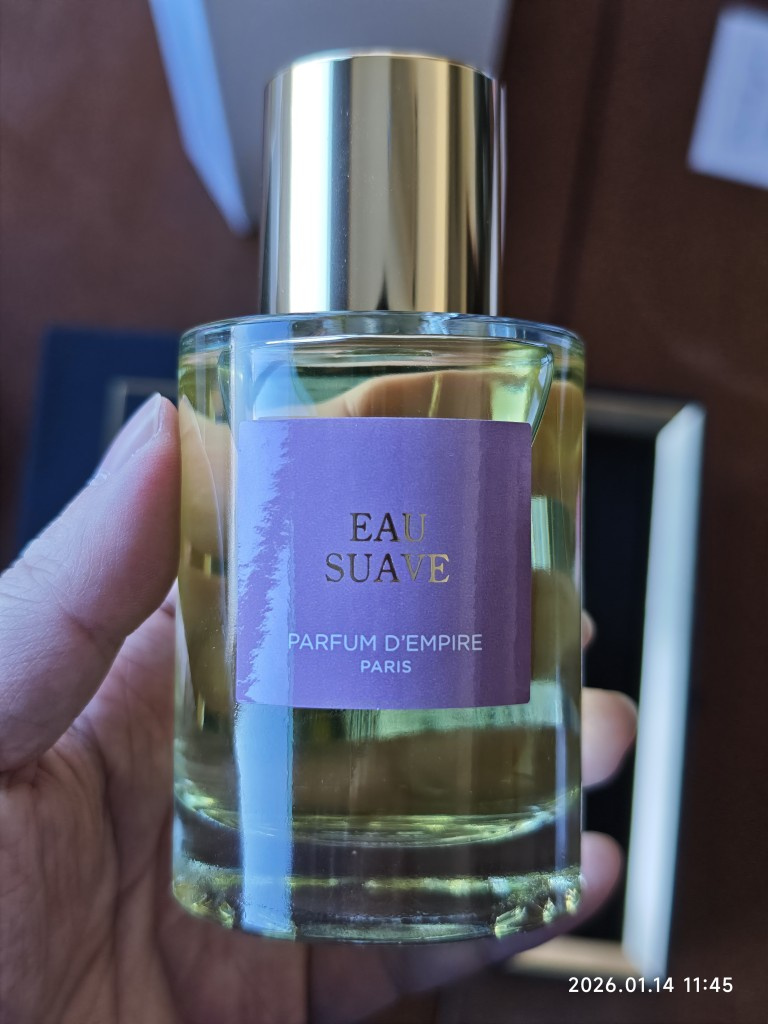 EAU
SUAVE
PARFUM D'EMPIRE
PARIS
2026.01.14 11:45